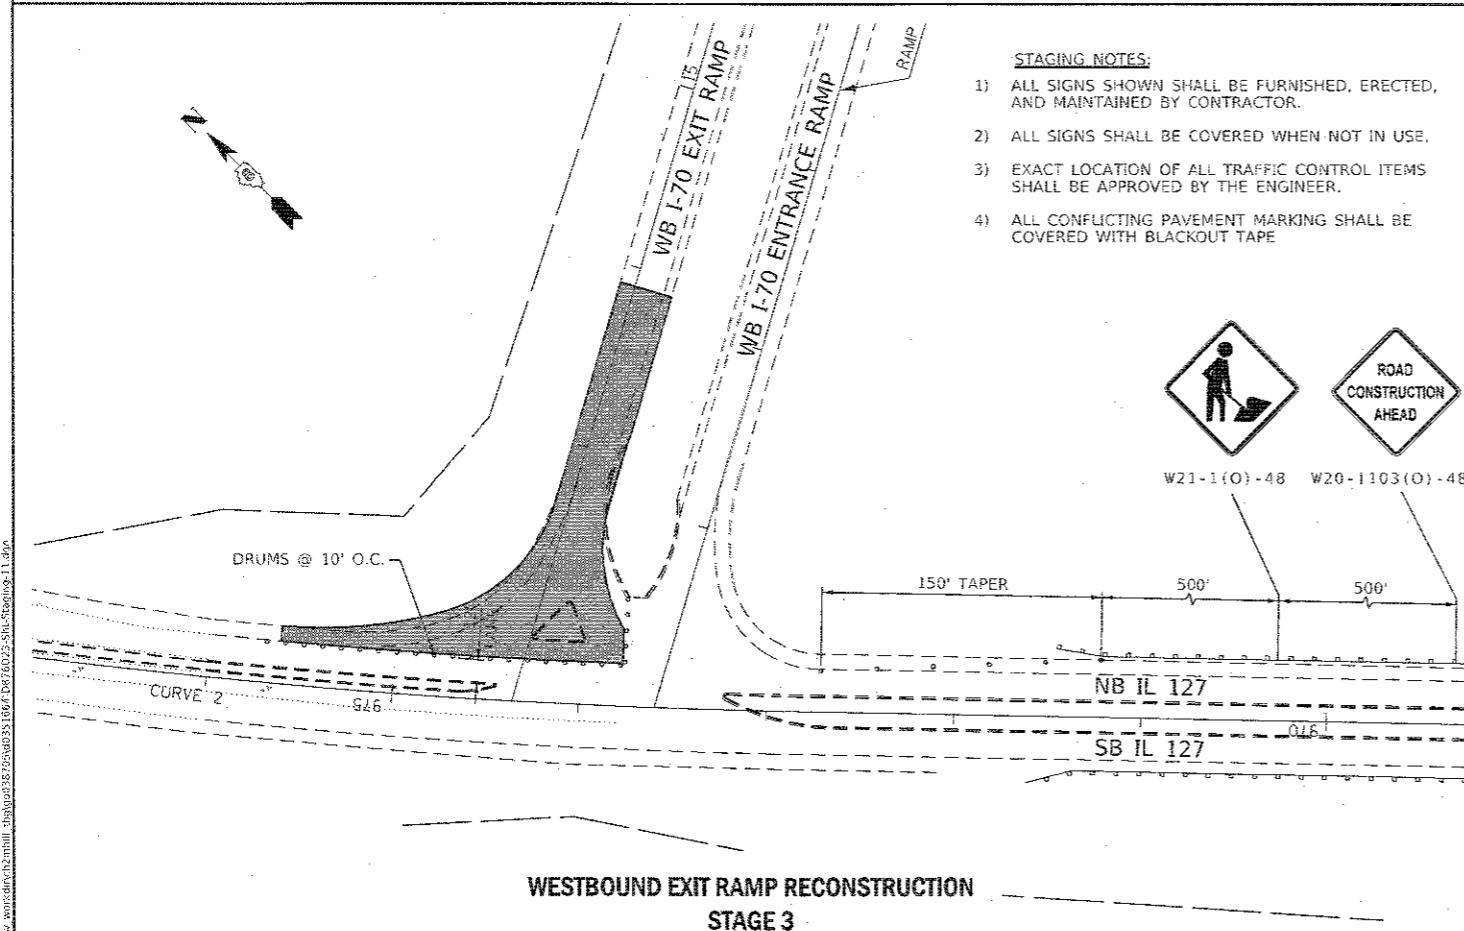 STAGING NOTES:
1) ALL SIGNS SHOWN SHALL BE FURNISHED, ERECTED,
AND MAINTAINED BY CONTRACTOR.
2) ALL SIGNS SHALL BE COVERED WHEN NOT IN USE.
3) EXACT LOCATION OF ALL TRAFFIC CONTROL ITEMS
SHALL BE APPROVED BY THE ENGINEER.
4) ALL CONFLICTING PAVEMENT MARKING SHALL BE
COVERED WITH BLACKOUT TAPE
N
15
WB I-70 EXIT RAMP
WB I-70 ENTRANCE RAMP
RAMP
ROAD
CONSTRUCTION
AHEAD
W21-1(O)-48
W20-1103(O)-48
DRUMS @ 10' O.C.
150' TAPER
500'
500'
CURVE 2
975
NB IL 127
970
SB IL 127
WESTBOUND EXIT RAMP RECONSTRUCTION
STAGE 3